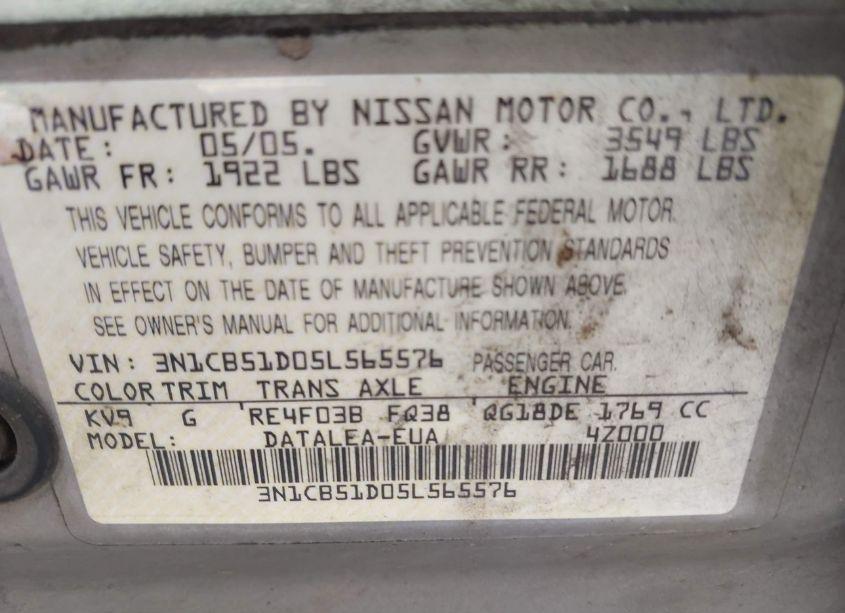 MANUFACTURED BY NISSAN MOTOR CO., LTD.
DATE: 05/05. GVWR: 3549 LBS
GAWR FR: 1922 LBS GAWR RR: 1688 LBS
THIS VEHICLE CONFORMS TO ALL APPLICABLE FEDERAL MOTOR
VEHICLE SAFETY, BUMPER AND THEFT PREVENTION STANDARDS
IN EFFECT ON THE DATE OF MANUFACTURE SHOWN ABOVE.
SEE OWNER'S MANUAL FOR ADDITIONAL INFORMATION.
VIN: 3N1CB51D05L565576 PASSENGER CAR.
COLOR TRIM TRANS AXLE ENGINE
KV9 G RE4F03B FQ38 QG18DE 1769 CC
MODEL: DATALEA-EUA 4Z000
3N1CB51D05L565576